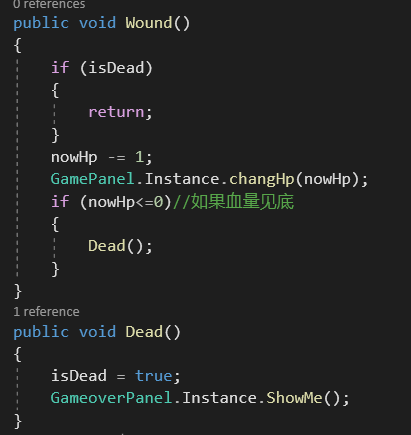 0 references
public void Wound()
{
if (isDead)
{
return;
}
nowHp -= 1;
GamePanel.Instance.changHp(nowHp);
if (nowHp<=0)//如果血量见底
{
Dead();
}
}
1 reference
public void Dead()
{
isDead = true;
GameoverPanel.Instance.ShowMe();
}